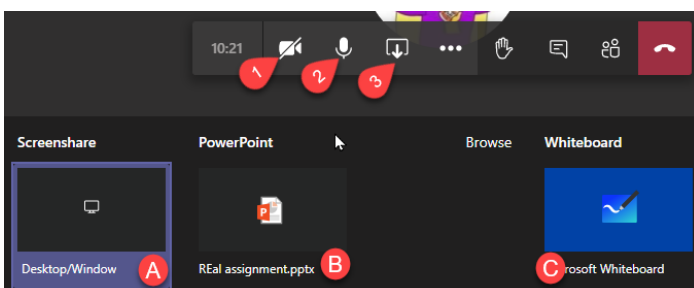 10:21
1 2 3
Screenshare PowerPoint Browse Whiteboard
P
Desktop/Window A REal assignment.pptx B C rosoft Whiteboard